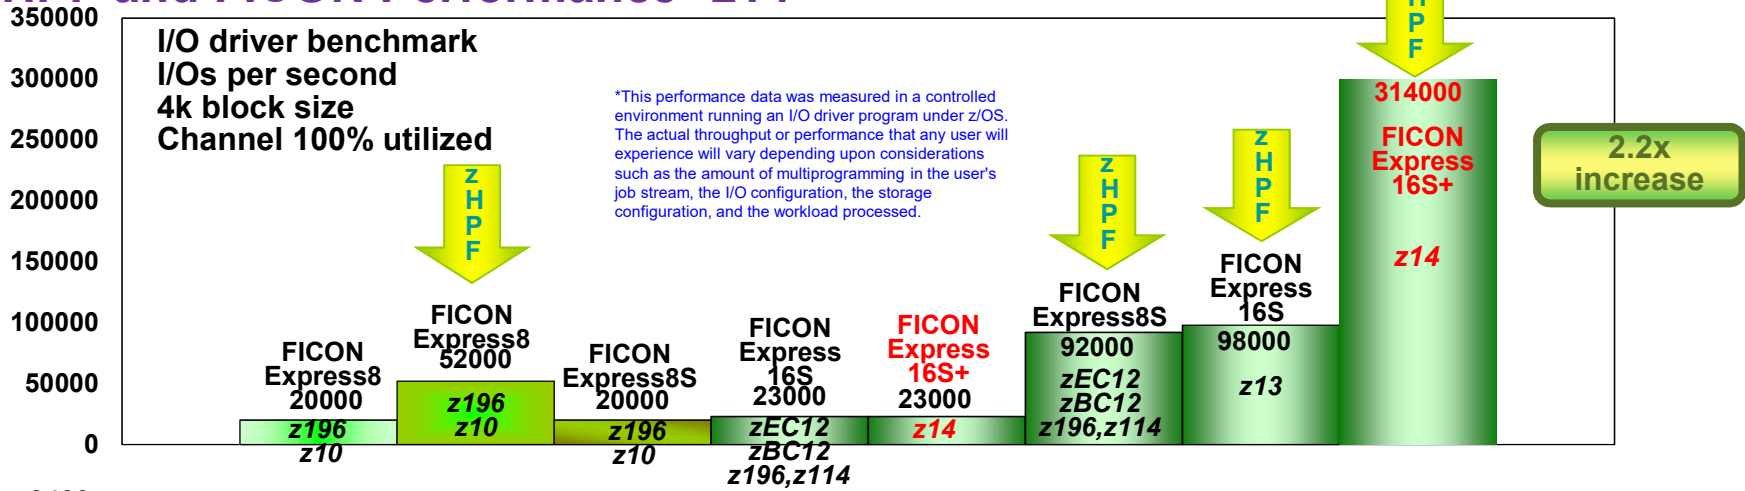 and FICON Performance z14
350000
300000
250000
200000
150000
100000
50000
0
I/O driver benchmark
I/Os per second
4k block size
Channel 100% utilized
*This performance data was measured in a controlled
environment running an I/O driver program under z/OS.
The actual throughput or performance that any user will
experience will vary depending upon considerations
such as the amount of multiprogramming in the user's
job stream, the I/O configuration, the storage
configuration, and the workload processed.
FICON
Express8
20000
z196
z10
z
H
P
F
FICON
Express8
52000
z196
z10
FICON
Express8S
20000
z196
z10
FICON
Express
16S
23000
zEC12
zBC12
z196,z114
FICON
Express
16S+
23000
z14
z
H
P
F
FICON
Express8S
92000
zEC12
zBC12
z196,z114
z
H
P
F
FICON
Express
16S
98000
z13
H
P
F
314000
FICON
Express
16S+
z14
2.2x
increase